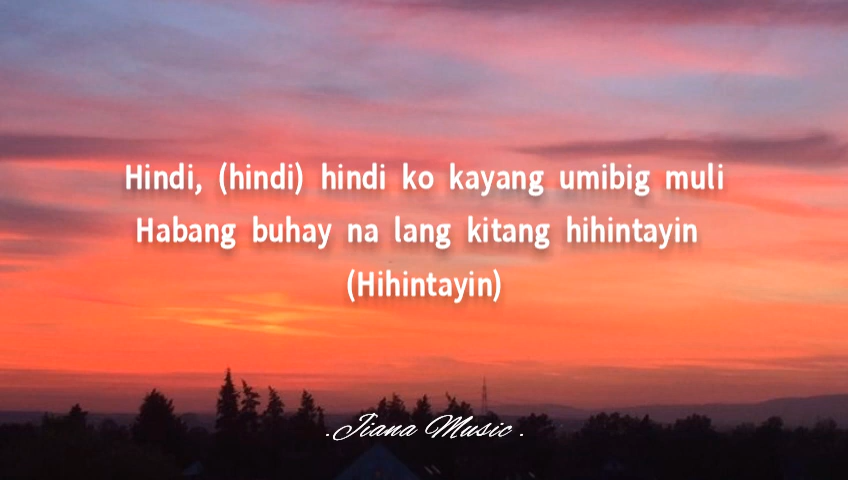 Hindi, (hindi) hindi ko kayang umibig muli
Habang buhay na lang kitang hihintayin
(Hihintayin)
. Jiana Music .